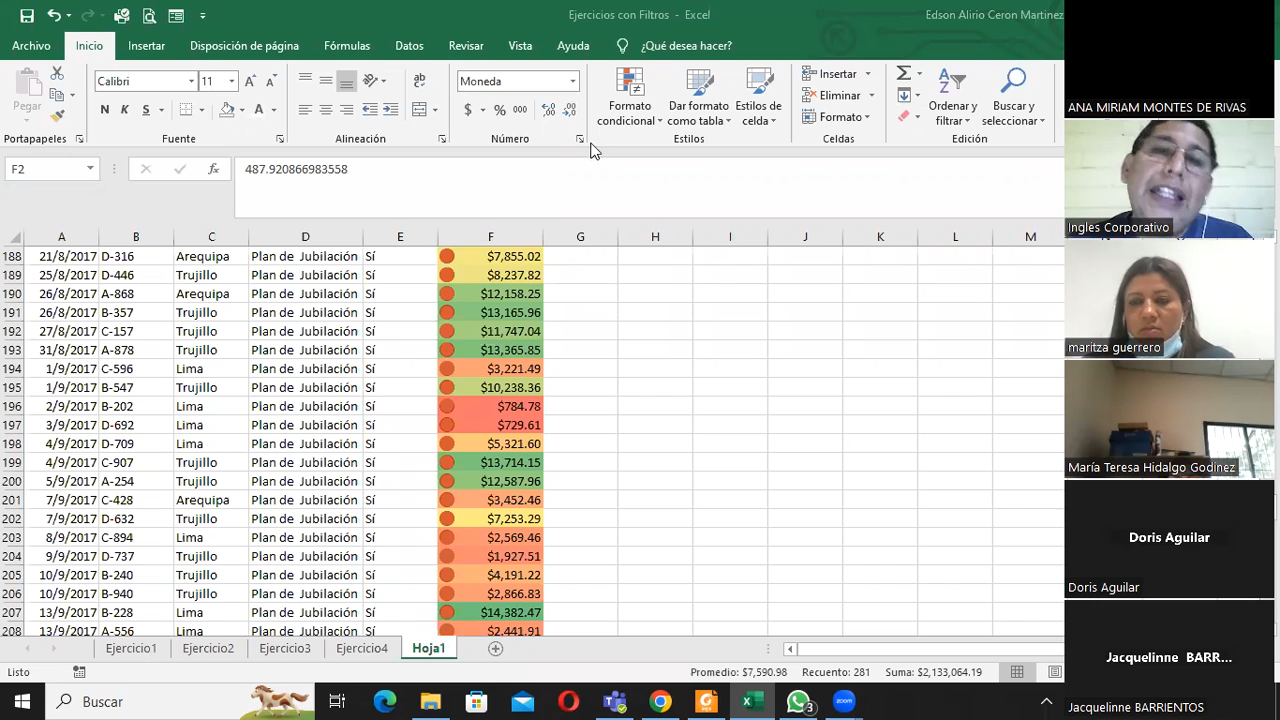 Ejercicios con Filtros - Excel
Edson Alirio Ceron Martinez
Archivo Inicio Insertar Disposición de página Fórmulas Datos Revisar Vista Ayuda ¿Qué desea hacer?
Pegar
Calibri 11
N K S
ab
Moneda
$ % 000
Formato condicional
Dar formato como tabla
Estilos de celda
Insertar
Eliminar
Formato
Ordenar y filtrar
Buscar y seleccionar
Portapapeles Fuente Alineación Número Estilos Celdas Edición
F2 fx 487.920866983558
A B C D E F G H I J K L M
188 21/8/2017 D-316 Arequipa Plan de Jubilación Sí $7,855.02
189 25/8/2017 D-446 Trujillo Plan de Jubilación Sí $8,237.82
190 26/8/2017 A-868 Arequipa Plan de Jubilación Sí $12,158.25
191 26/8/2017 B-357 Trujillo Plan de Jubilación Sí $13,165.96
192 27/8/2017 C-157 Trujillo Plan de Jubilación Sí $11,747.04
193 31/8/2017 A-878 Trujillo Plan de Jubilación Sí $13,365.85
194 1/9/2017 C-596 Lima Plan de Jubilación Sí $3,221.49
195 1/9/2017 B-547 Trujillo Plan de Jubilación Sí $10,238.36
196 2/9/2017 B-202 Lima Plan de Jubilación Sí $784.78
197 3/9/2017 D-692 Lima Plan de Jubilación Sí $729.61
198 4/9/2017 D-709 Lima Plan de Jubilación Sí $5,321.60
199 4/9/2017 C-907 Trujillo Plan de Jubilación Sí $13,714.15
200 5/9/2017 A-254 Trujillo Plan de Jubilación Sí $12,587.96
201 7/9/2017 C-428 Arequipa Plan de Jubilación Sí $3,452.46
202 7/9/2017 D-632 Trujillo Plan de Jubilación Sí $7,253.29
203 8/9/2017 C-894 Lima Plan de Jubilación Sí $2,569.46
204 9/9/2017 D-737 Trujillo Plan de Jubilación Sí $1,927.51
205 10/9/2017 B-240 Trujillo Plan de Jubilación Sí $4,191.22
206 10/9/2017 B-940 Trujillo Plan de Jubilación Sí $2,866.83
207 13/9/2017 B-228 Lima Plan de Jubilación Sí $14,382.47
208 13/9/2017 A-556 Lima Plan de Jubilación Sí $2,441.91
Ejercicio1 Ejercicio2 Ejercicio3 Ejercicio4 Hoja1
Listo Promedio: $7,590.98 Recuento: 281 Suma: $2,133,064.19
Buscar
3
zoom
ANA MIRIAM MONTES DE RIVAS
Ingles Corporativo
maritza guerrero
María Teresa Hidalgo Godinez
Doris Aguilar
Doris Aguilar
Jacquelinne BARR...
Jacquelinne BARRIENTOS